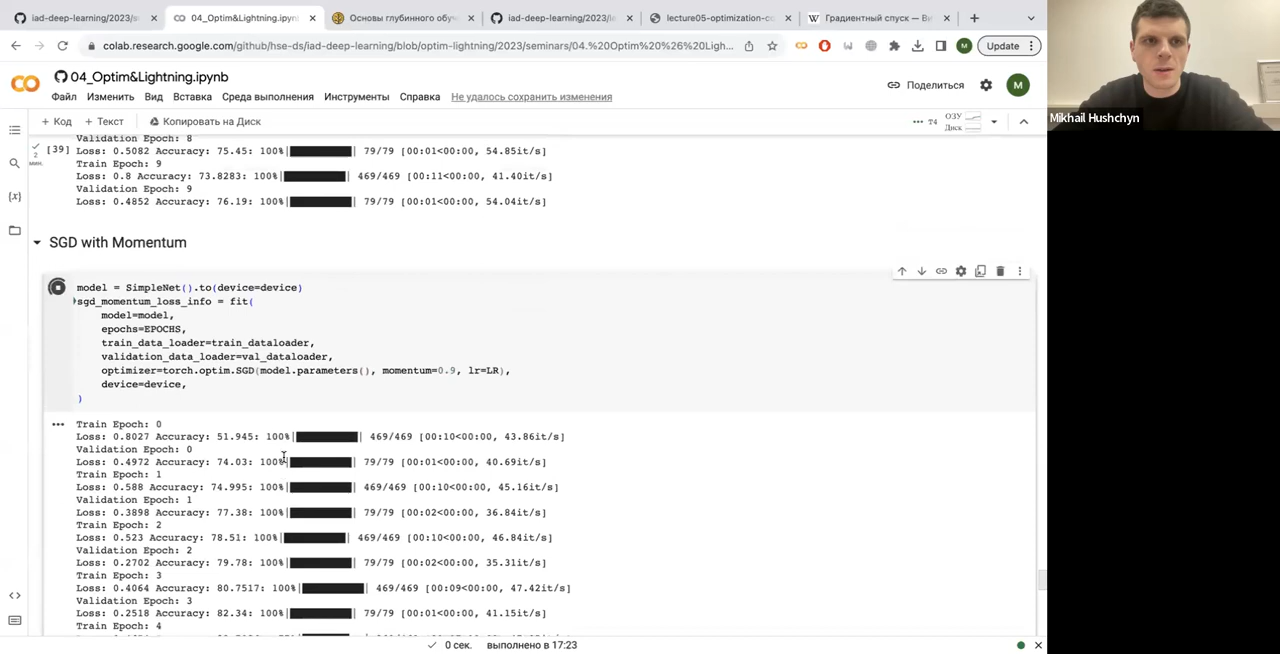 iad-deep-learning/2023/s
04_Optim&Lightning.ipynl
Основы глубинного обуч
iad-deep-learning/2023/le
lecture05-optimization-co
Градиентный спуск — Ви
colab.research.google.com/github/hse-ds/iad-deep-learning/blob/optim-lightning/2023/seminars/04.%20Optim%20%26%20Ligh...
Update
04_Optim&Lightning.ipynb
Поделиться
M
Файл Изменить Вид Вставка Среда выполнения Инструменты Справка Не удалось сохранить изменения
+ Код + Текст Копировать на Диск
T4 ОЗУ
Диск
Mikhail Hushchyn
[39]
2
мин.
Validation Epoch: 8
Loss: 0.5082 Accuracy: 75.45: 100%|██████████| 79/79 [00:01<00:00, 54.85it/s]
Train Epoch: 9
Loss: 0.8 Accuracy: 73.8283: 100%|██████████| 469/469 [00:11<00:00, 41.40it/s]
Validation Epoch: 9
Loss: 0.4852 Accuracy: 76.19: 100%|██████████| 79/79 [00:01<00:00, 54.04it/s]
SGD with Momentum
model = SimpleNet().to(device=device)
sgd_momentum_loss_info = fit(
model=model,
epochs=EPOCHS,
train_data_loader=train_dataloader,
validation_data_loader=val_dataloader,
optimizer=torch.optim.SGD(model.parameters(), momentum=0.9, lr=LR),
device=device,
)
Train Epoch: 0
Loss: 0.8027 Accuracy: 51.945: 100%|██████████| 469/469 [00:10<00:00, 43.86it/s]
Validation Epoch: 0
Loss: 0.4972 Accuracy: 74.03: 100%|██████████| 79/79 [00:01<00:00, 40.69it/s]
Train Epoch: 1
Loss: 0.588 Accuracy: 74.995: 100%|██████████| 469/469 [00:10<00:00, 45.16it/s]
Validation Epoch: 1
Loss: 0.3898 Accuracy: 77.38: 100%|██████████| 79/79 [00:02<00:00, 36.84it/s]
Train Epoch: 2
Loss: 0.523 Accuracy: 78.51: 100%|██████████| 469/469 [00:10<00:00, 46.84it/s]
Validation Epoch: 2
Loss: 0.2702 Accuracy: 79.78: 100%|██████████| 79/79 [00:02<00:00, 35.31it/s]
Train Epoch: 3
Loss: 0.4064 Accuracy: 80.7517: 100%|██████████| 469/469 [00:09<00:00, 47.42it/s]
Validation Epoch: 3
Loss: 0.2518 Accuracy: 82.34: 100%|██████████| 79/79 [00:01<00:00, 41.15it/s]
Train Epoch: 4
0 сек. выполнено в 17:23